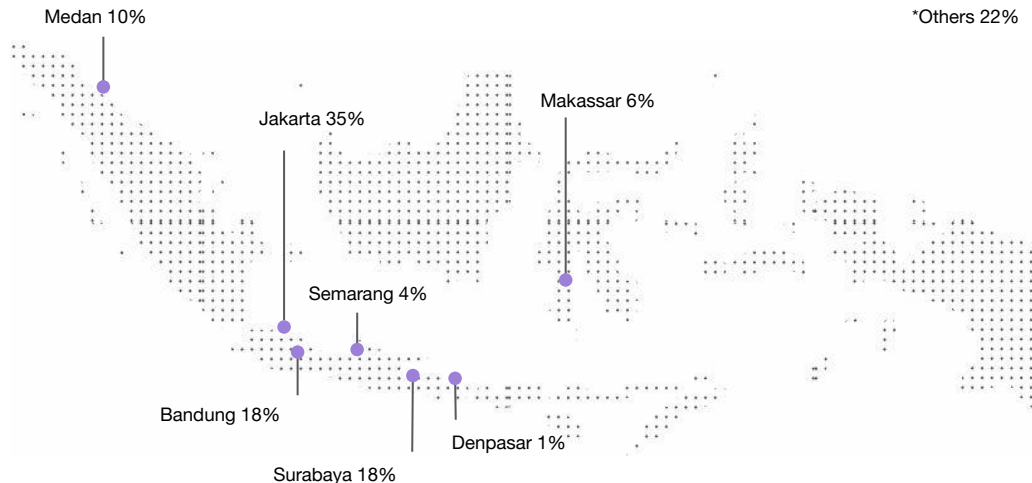 Medan 10%
*Others 22%
Makassar 6%
Jakarta 35%
Semarang 4%
Bandung 18%
Denpasar 1%
Surabaya 18%